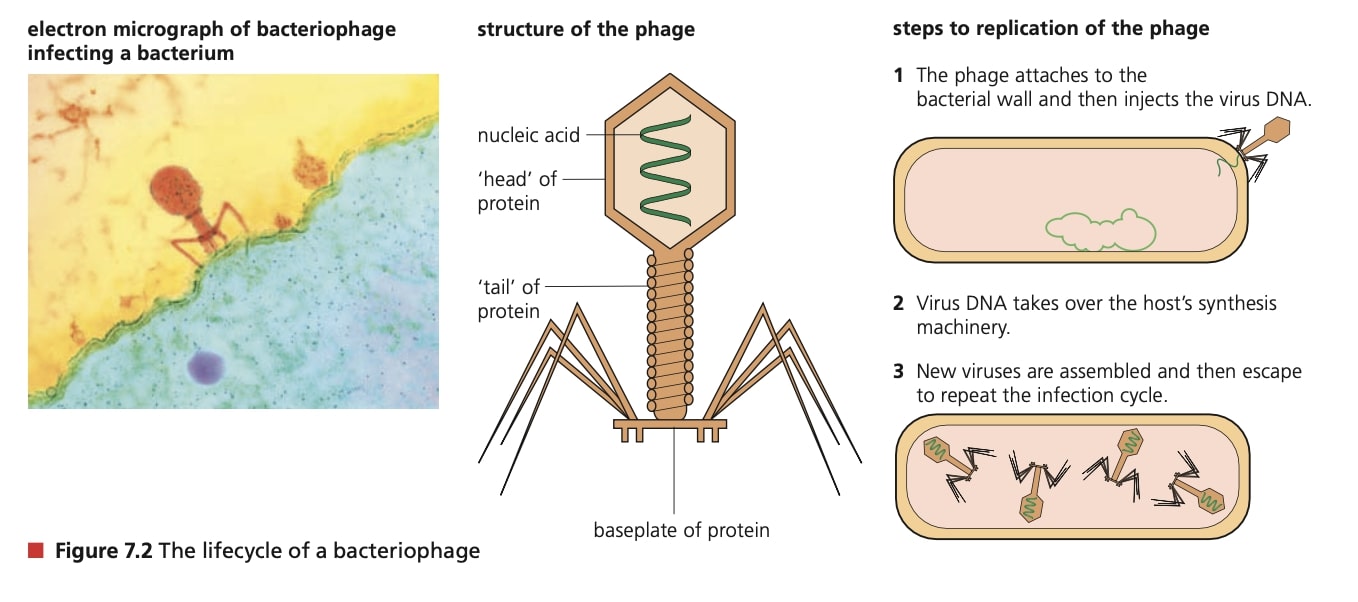 electron micrograph of bacteriophage
infecting a bacterium
structure of the phage
nucleic acid
‘head’ of
protein
‘tail’ of
protein
baseplate of protein
steps to replication of the phage
1 The phage attaches to the
bacterial wall and then injects the virus DNA.
2 Virus DNA takes over the host’s synthesis
machinery.
3 New viruses are assembled and then escape
to repeat the infection cycle.
Figure 7.2 The lifecycle of a bacteriophage